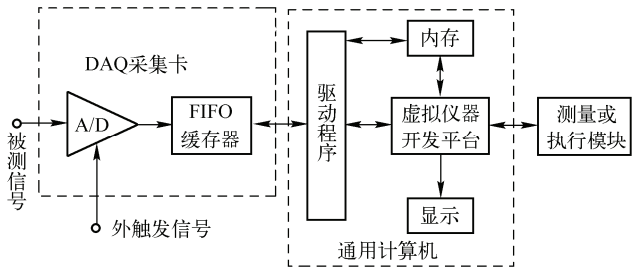 DAQ采集卡
A/D
FIFO
缓存器
被测信号
外触发信号
驱动程序
内存
虚拟仪器
开发平台
显示
通用计算机
测量或
执行模块